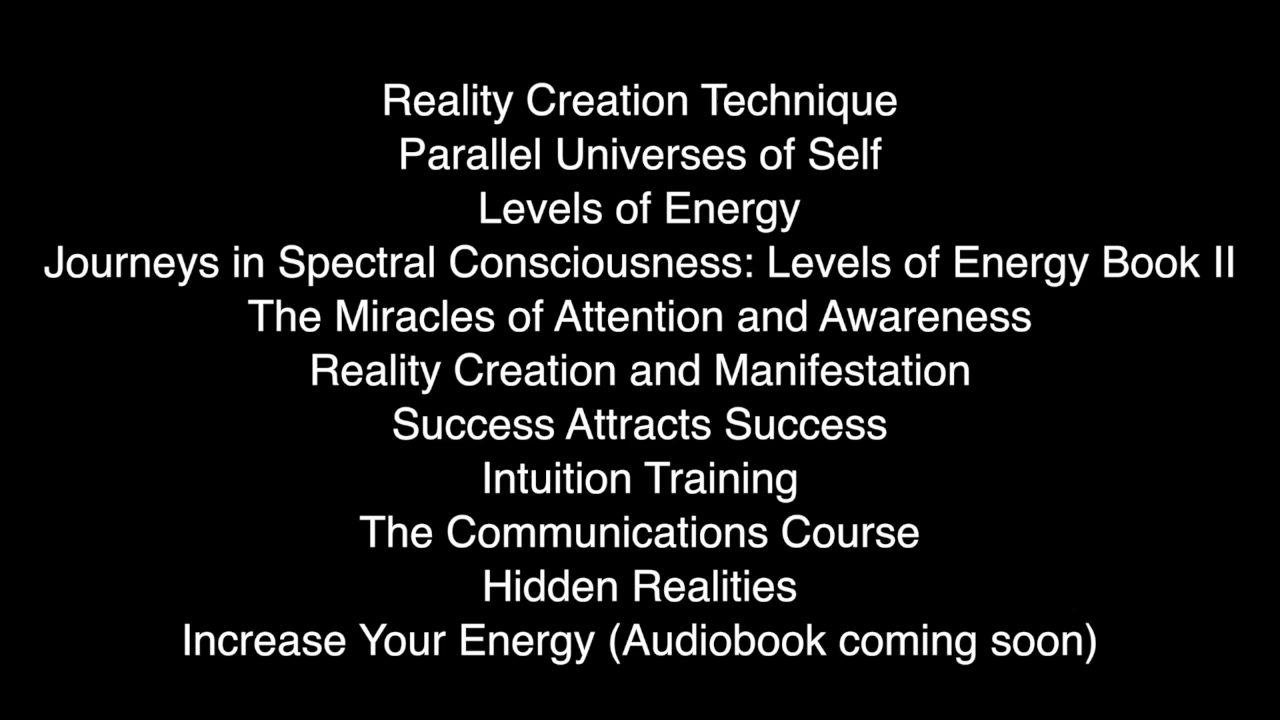 Reality Creation Technique
Parallel Universes of Self
Levels of Energy
Journeys in Spectral Consciousness: Levels of Energy Book II
The Miracles of Attention and Awareness
Reality Creation and Manifestation
Success Attracts Success
Intuition Training
The Communications Course
Hidden Realities
Increase Your Energy (Audiobook coming soon)